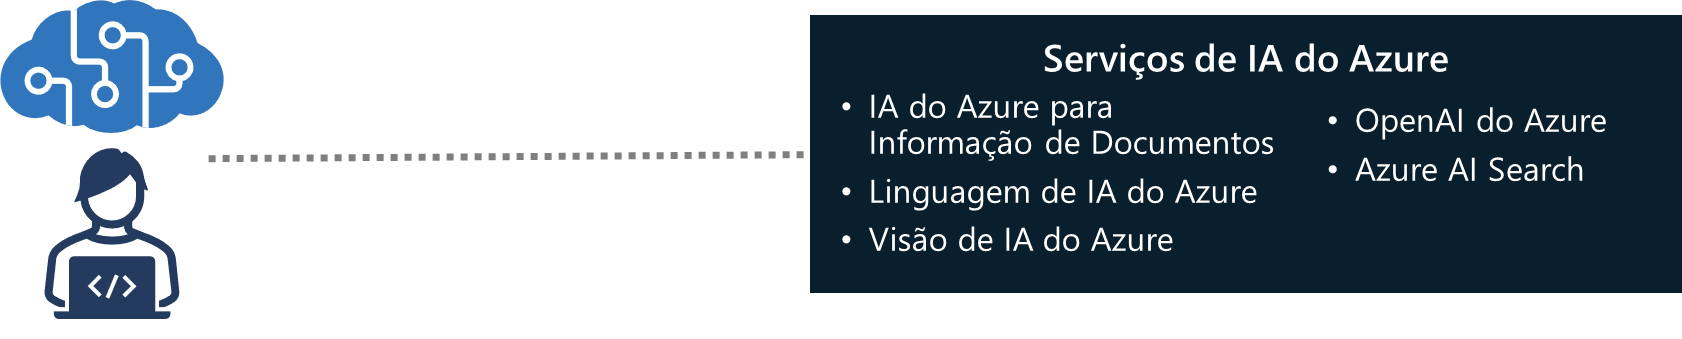 Serviços de IA do Azure
• IA do Azure para
Informação de Documentos
• Linguagem de IA do Azure
• Visão de IA do Azure
• OpenAI do Azure
• Azure AI Search
</>